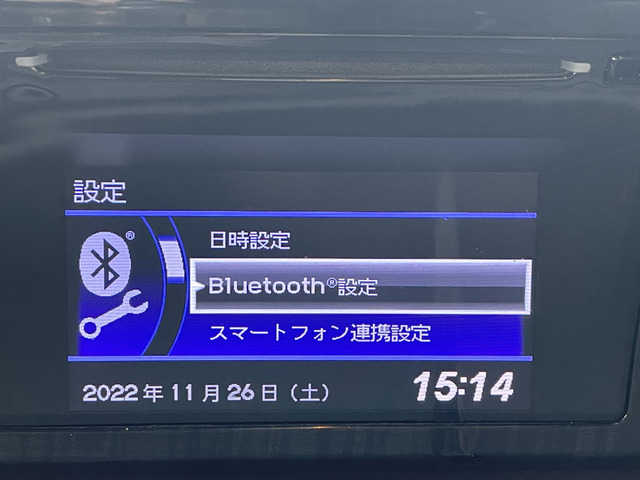 設定
日時設定
Bluetooth®設定
スマートフォン連携設定
2022年11月26日（土） 15:14